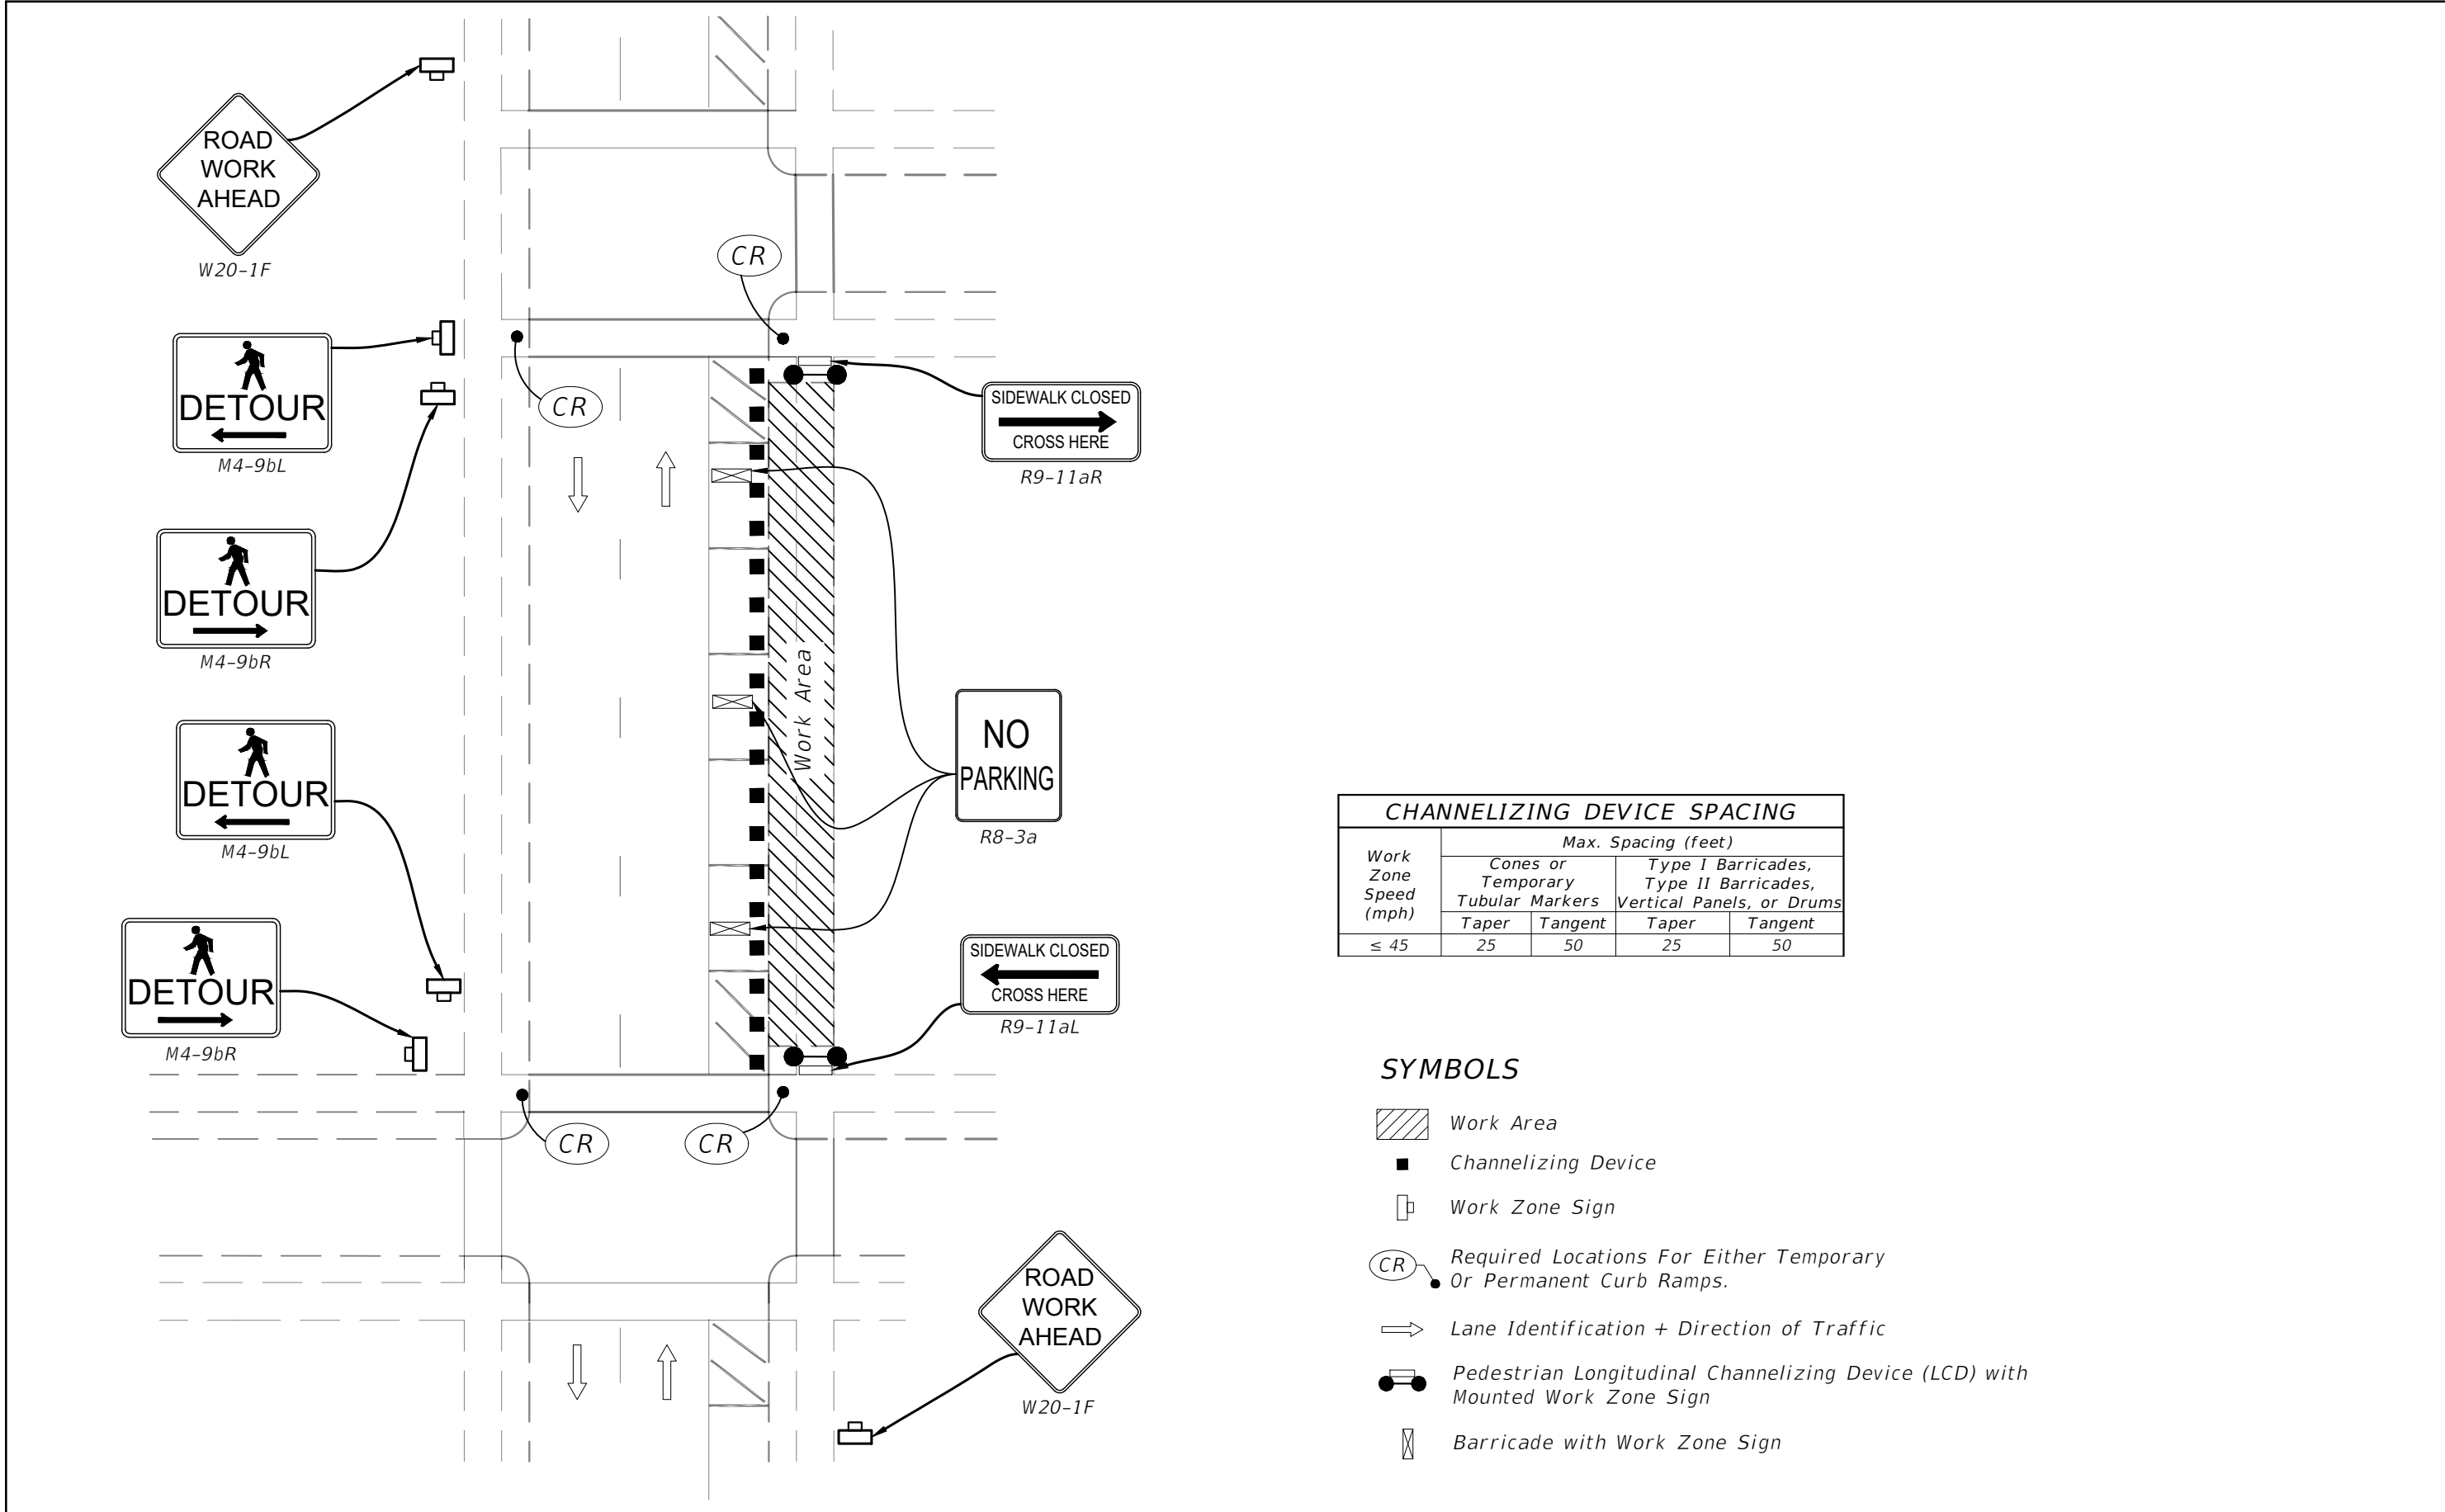 ROAD
WORK
AHEAD
W20-1F
CR
DETOUR
M4-9bL
CR
SIDEWALK CLOSED
CROSS HERE
R9-11aR
DETOUR
M4-9bR
Work Area
NO
PARKING
R8-3a
DETOUR
M4-9bL
DETOUR
M4-9bR
SIDEWALK CLOSED
CROSS HERE
R9-11aL
CR
CR
ROAD
WORK
AHEAD
W20-1F
CHANNELIZING DEVICE SPACING
Work
Zone
Speed
(mph)
Max. Spacing (feet)
Cones or
Temporary
Tubular Markers
Type I Barricades,
Type II Barricades,
Vertical Panels, or Drums
Taper Tangent Taper Tangent
≤ 45 25 50 25 50
SYMBOLS
Work Area
Channelizing Device
Work Zone Sign
CR
Required Locations For Either Temporary
Or Permanent Curb Ramps.
Lane Identification + Direction of Traffic
Pedestrian Longitudinal Channelizing Device (LCD) with
Mounted Work Zone Sign
Barricade with Work Zone Sign